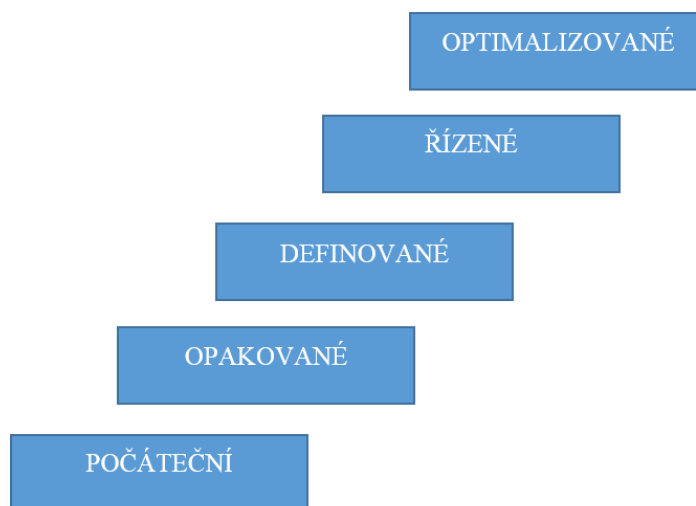 OPTIMALIZOVANÉ
ŘÍZENÉ
DEFINOVANÉ
OPAKOVANÉ
POČÁTEČNÍ